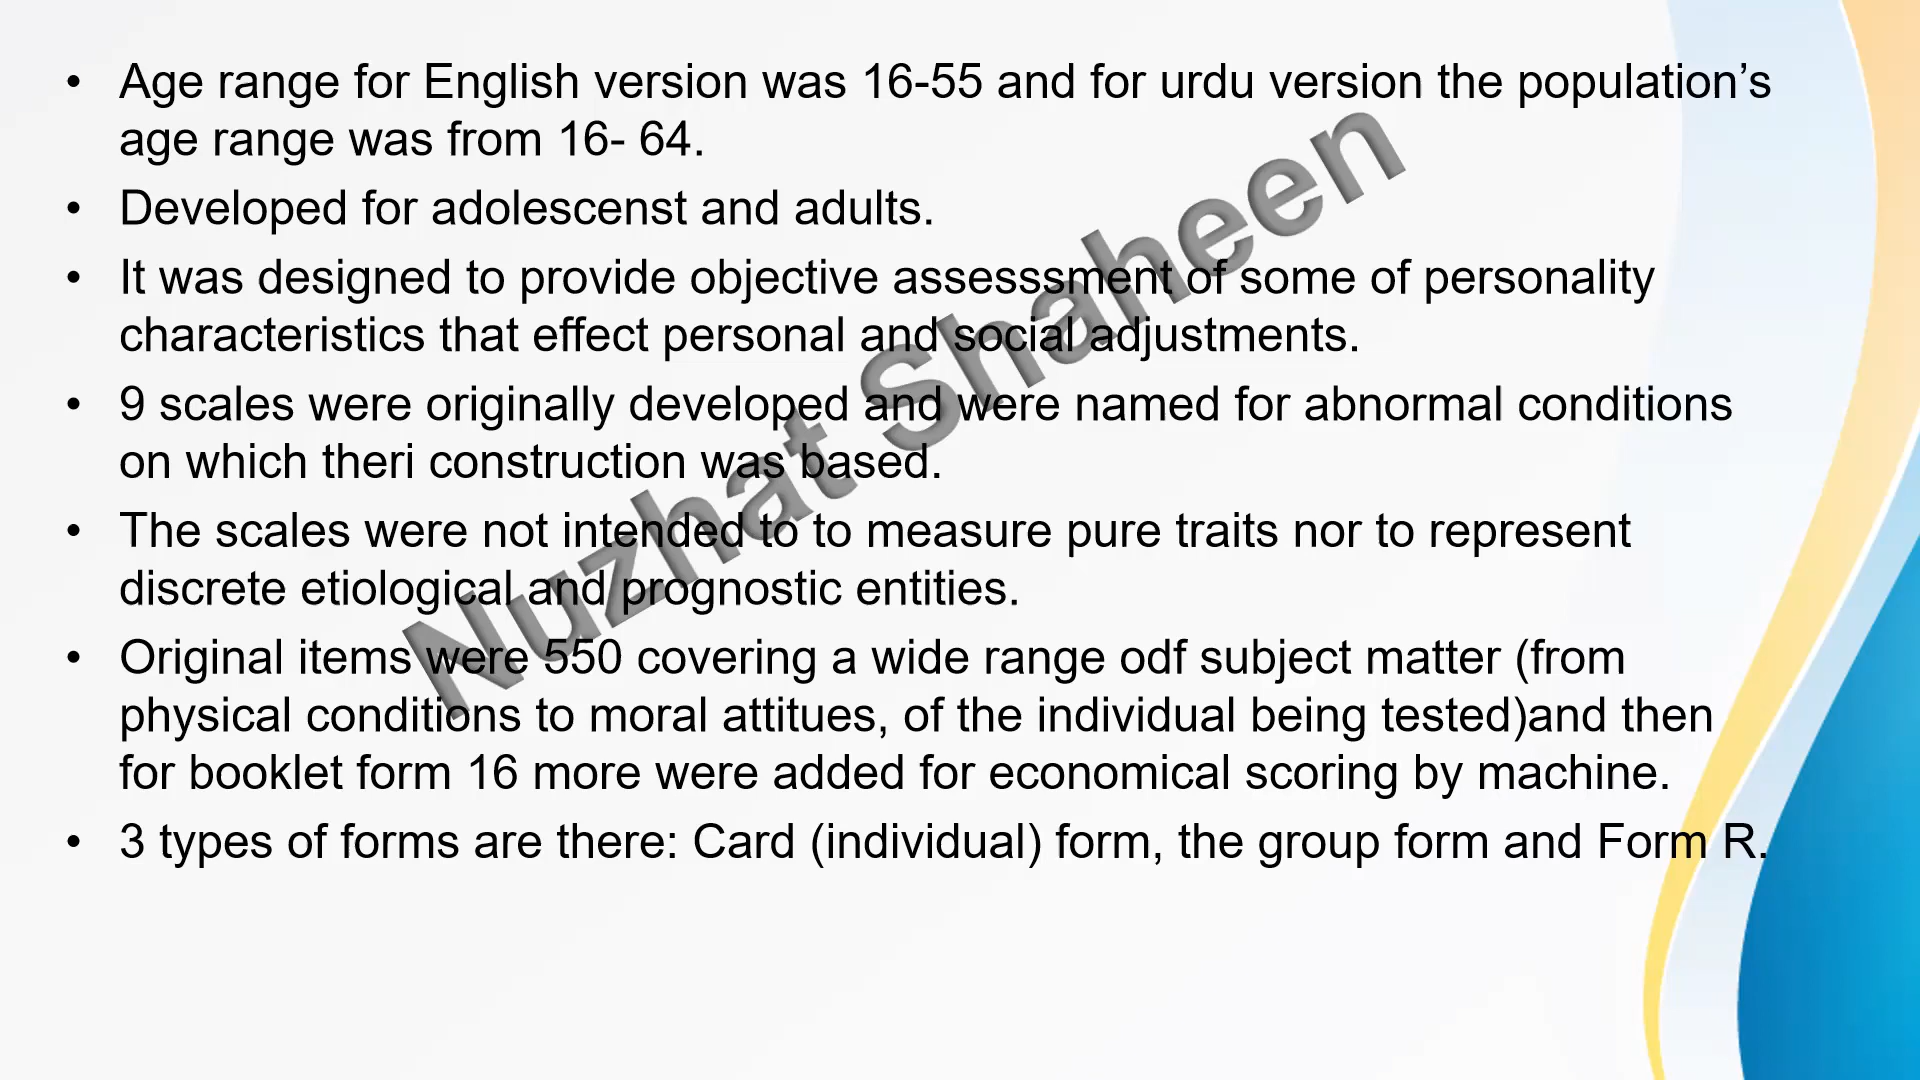 • Age range for English version was 16-55 and for urdu version the population’s
age range was from 16- 64.
• Developed for adolescenst and adults.
• It was designed to provide objective assesssment of some of personality
characteristics that effect personal and social adjustments.
• 9 scales were originally developed and were named for abnormal conditions
on which theri construction was based.
• The scales were not intended to to measure pure traits nor to represent
discrete etiological and prognostic entities.
• Original items were 550 covering a wide range odf subject matter (from
physical conditions to moral attitues, of the individual being tested)and then
for booklet form 16 more were added for economical scoring by machine.
• 3 types of forms are there: Card (individual) form, the group form and Form R.
Nuzhat Shaheen